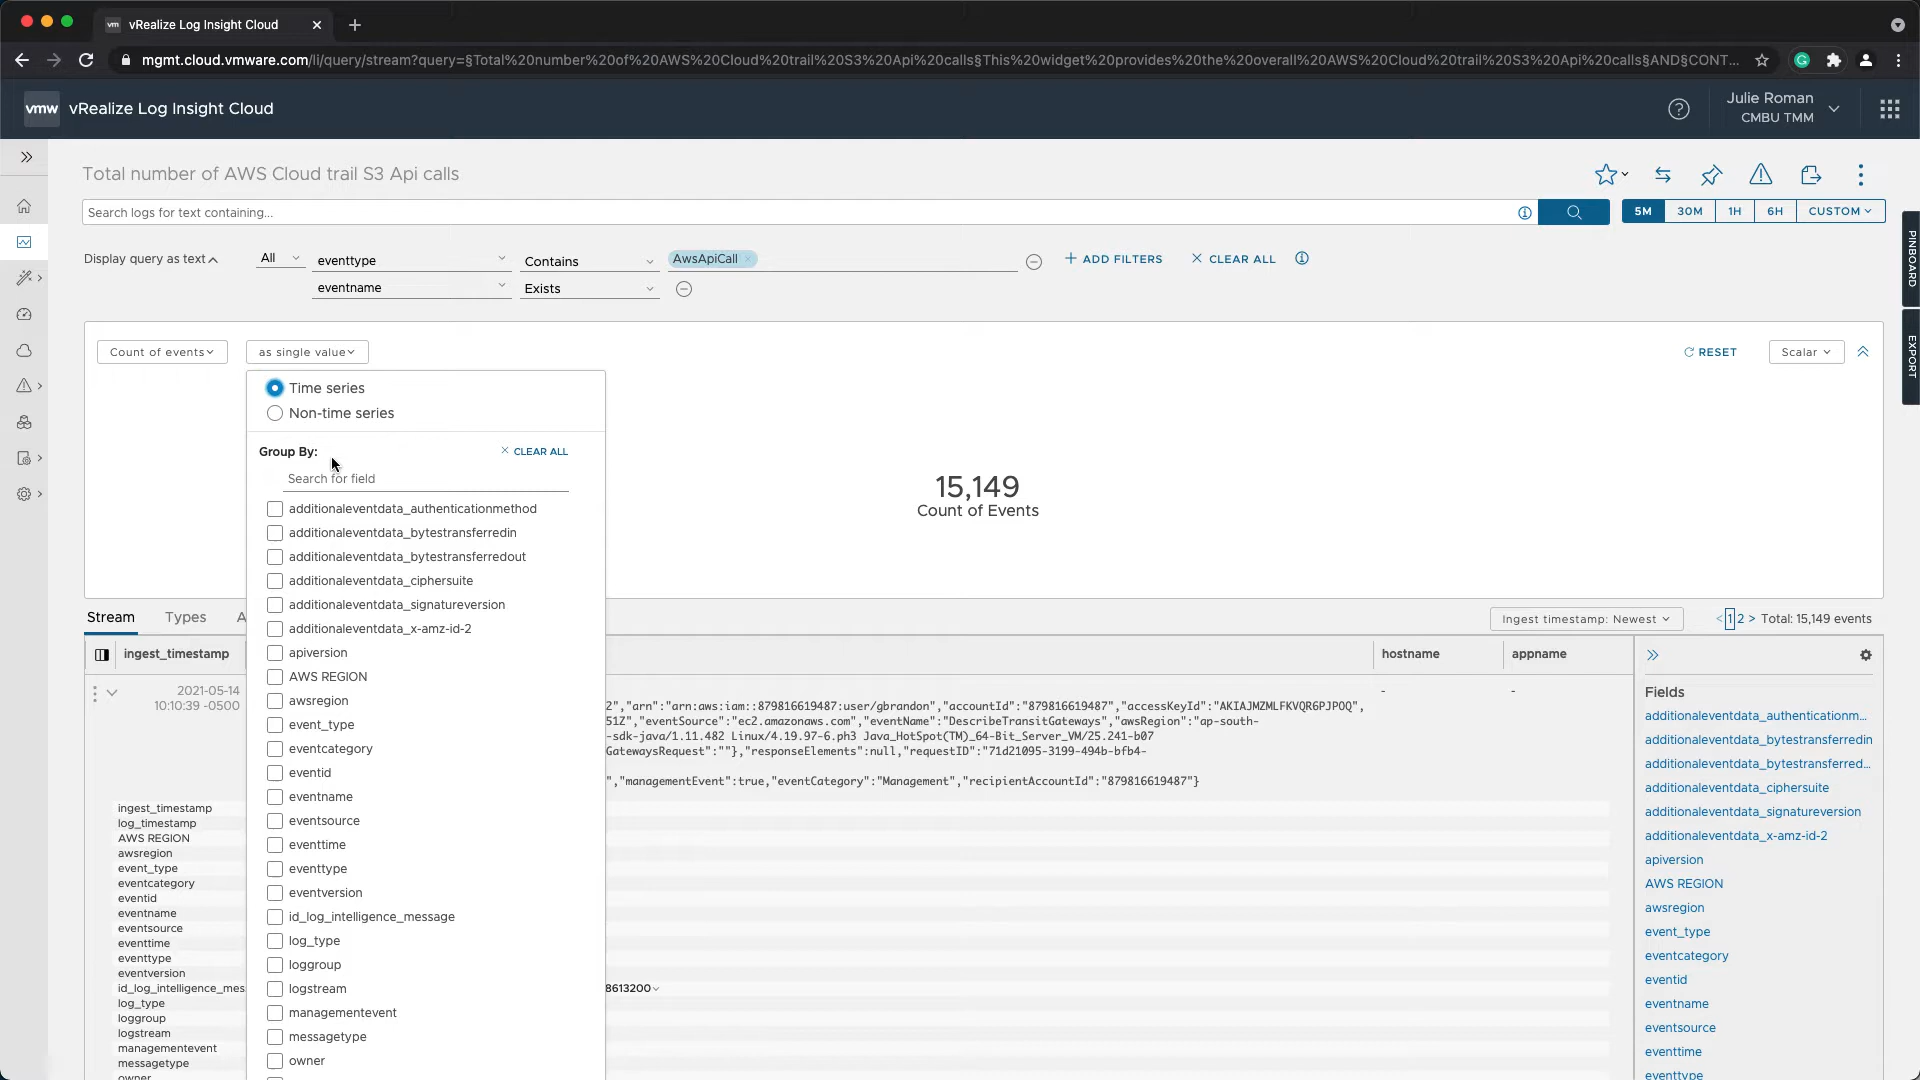 vm vRealize Log Insight Cloud
mgmt.cloud.vmware.com/li/query/stream?query=§Total%20number%20of%20AWS%20Cloud%20trail%20S3%20Api%20calls§This%20widget%20provides%20the%20overall%20AWS%20Cloud%20trail%20S3%20Api%20calls§AND§CONT...
vmw vRealize Log Insight Cloud
Julie Roman
CMBU TMM
Total number of AWS Cloud trail S3 Api calls
Search logs for text containing...
5M 30M 1H 6H CUSTOM
Display query as text All eventtype Contains AwsApiCall ADD FILTERS CLEAR ALL
eventname Exists
PINBOARD
EXPORT
Count of events as single value RESET Scalar
Time series
Non-time series
Group By: CLEAR ALL
Search for field
additionaleventdata_authenticationmethod
additionaleventdata_bytestransferredin
additionaleventdata_bytestransferredout
additionaleventdata_ciphersuite
additionaleventdata_signatureversion
additionaleventdata_x-amz-id-2
apiversion
AWS REGION
awsregion
event_type
eventcategory
eventid
eventname
eventsource
eventtime
eventtype
eventversion
id_log_intelligence_message
log_type
loggroup
logstream
managementevent
messagetype
owner
15,149
Count of Events
Stream Types A
Ingest timestamp: Newest < 1 2 > Total: 15,149 events
ingest_timestamp hostname appname
2021-05-14
10:10:39 -0500
- -
2","arn":"arn:aws:iam::879816619487:user/gbrandon","accountId":"879816619487","accessKeyId":"AKIAJMZMLFKVQR6PJPOQ",
51Z","eventSource":"ec2.amazonaws.com","eventName":"DescribeTransitGateways","awsRegion":"ap-south-
-sdk-java/1.11.482 Linux/4.19.97-6.ph3 Java_HotSpot(TM)_64-Bit_Server_VM/25.241-b07
GatewaysRequest":""},"responseElements":null,"requestID":"71d21095-3199-494b-bfb4-
","managementEvent":true,"eventCategory":"Management","recipientAccountId":"879816619487"}
ingest_timestamp
log_timestamp
AWS REGION
awsregion
event_type
eventcategory
eventid
eventname
eventsource
eventtime
eventtype
eventversion
id_log_intelligence_mes
8613200
log_type
loggroup
logstream
managementevent
messagetype
owner
Fields
additionaleventdata_authenticationm...
additionaleventdata_bytestransferredin
additionaleventdata_bytestransferred...
additionaleventdata_ciphersuite
additionaleventdata_signatureversion
additionaleventdata_x-amz-id-2
apiversion
AWS REGION
awsregion
event_type
eventcategory
eventid
eventname
eventsource
eventtime
eventtype